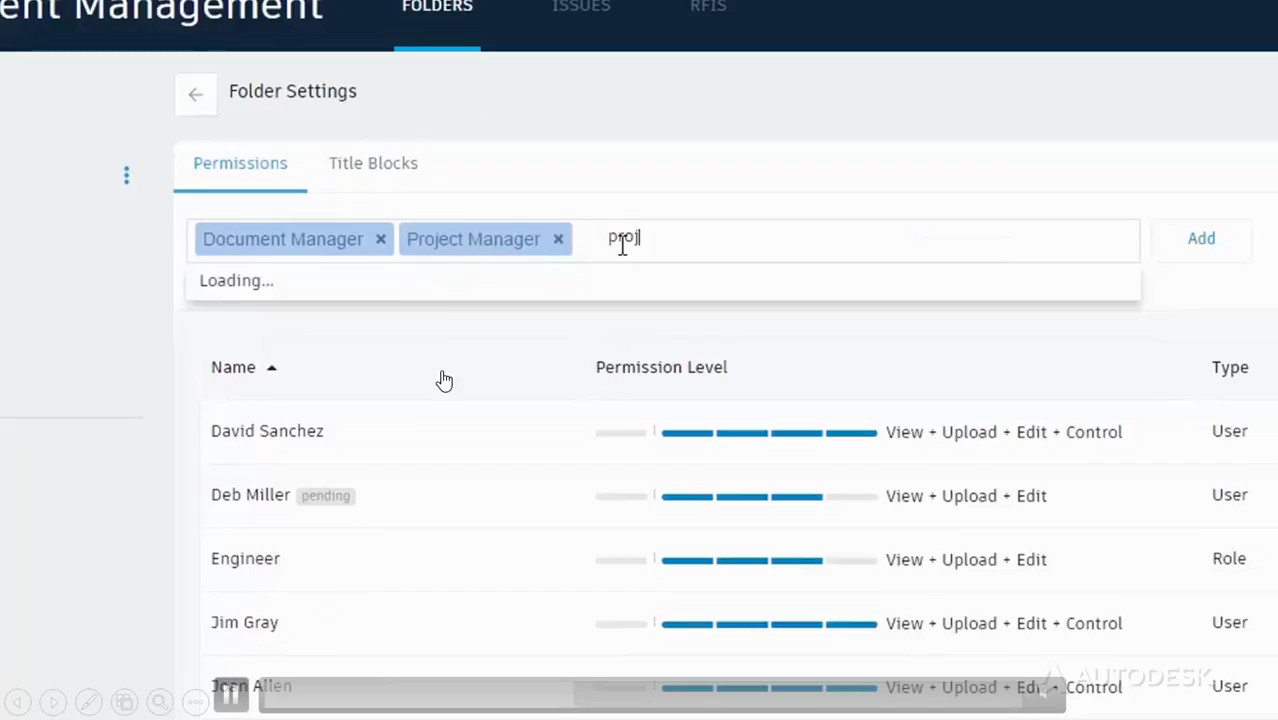 ent Management FOLDERS ISSUES RFIS
Folder Settings
Permissions Title Blocks
Document Manager × Project Manager × proj Add
Loading...
Name Permission Level Type
David Sanchez View + Upload + Edit + Control User
Deb Miller pending View + Upload + Edit User
Engineer View + Upload + Edit Role
Jim Gray View + Upload + Edit + Control User
Joan Allen View + Upload + Edit + Control User
AUTODESK